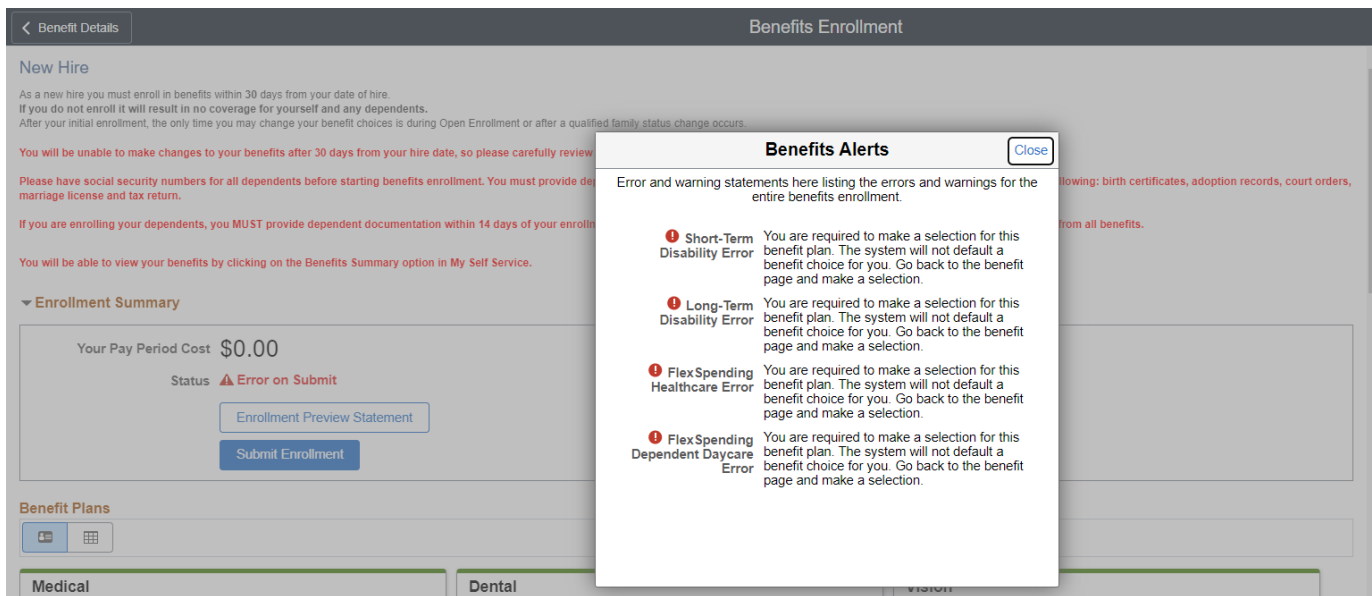 Benefit Details
Benefits Enrollment
New Hire
As a new hire you must enroll in benefits within 30 days from your date of hire.
If you do not enroll it will result in no coverage for yourself and any dependents.
After your initial enrollment, the only time you may change your benefit choices is during Open Enrollment or after a qualified family status change occurs.
You will be unable to make changes to your benefits after 30 days from your hire date, so please carefully review
Please have social security numbers for all dependents before starting benefits enrollment. You must provide de
lowing: birth certificates, adoption records, court orders,
marriage license and tax return.
If you are enrolling your dependents, you MUST provide dependent documentation within 14 days of your enrolln
from all benefits.
You will be able to view your benefits by clicking on the Benefits Summary option in My Self Service.
Enrollment Summary
Your Pay Period Cost $0.00
Status Error on Submit
Enrollment Preview Statement
Submit Enrollment
Benefit Plans
Medical
Dental
Vision
Benefits Alerts
Close
Error and warning statements here listing the errors and warnings for the
entire benefits enrollment.
Short-Term
Disability Error
You are required to make a selection for this
benefit plan. The system will not default a
benefit choice for you. Go back to the benefit
page and make a selection.
Long-Term
Disability Error
You are required to make a selection for this
benefit plan. The system will not default a
benefit choice for you. Go back to the benefit
page and make a selection.
FlexSpending
Healthcare Error
You are required to make a selection for this
benefit plan. The system will not default a
benefit choice for you. Go back to the benefit
page and make a selection.
FlexSpending
Dependent Daycare
Error
You are required to make a selection for this
benefit plan. The system will not default a
benefit choice for you. Go back to the benefit
page and make a selection.